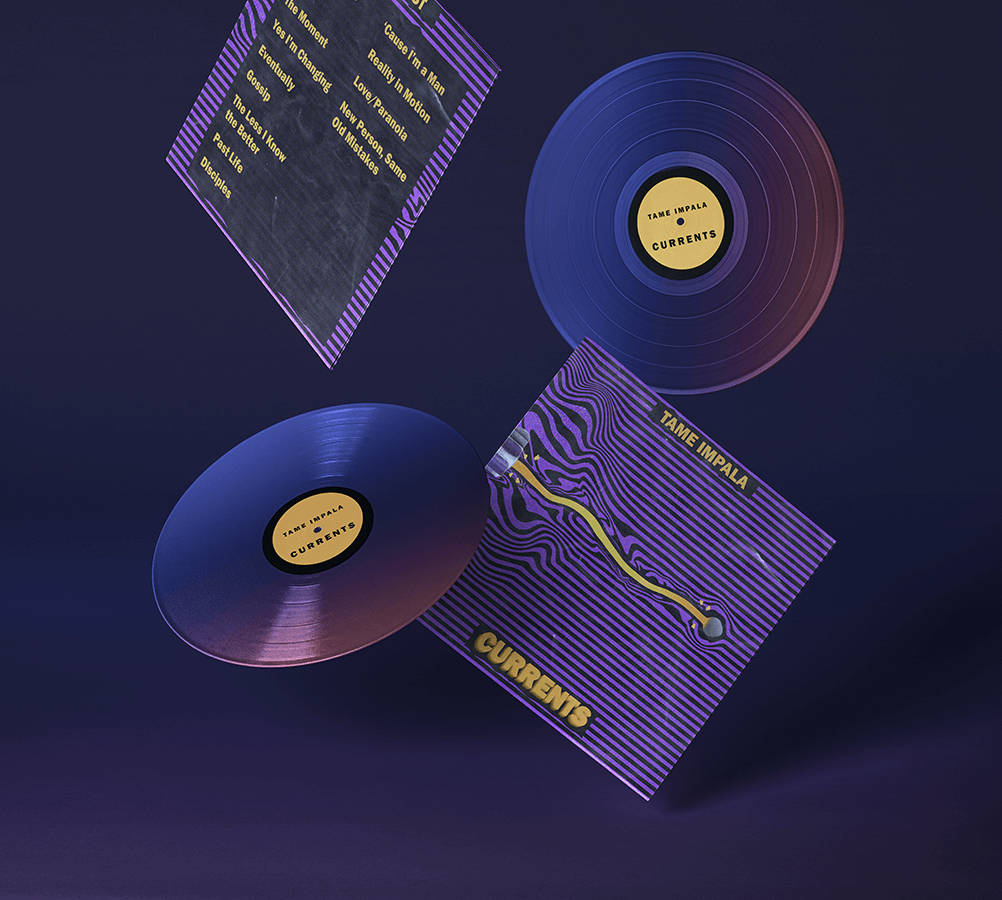 The Moment
Yes I'm Changing
Eventually
Gossip
The Less I Know
the Better
Past Life
Disciples
'Cause I'm a Man
Reality in Motion
Love/Paranoia
New Person, Same
Old Mistakes
TAME IMPALA
CURRENTS
TAME IMPALA
CURRENTS
TAME IMPALA
CURRENTS